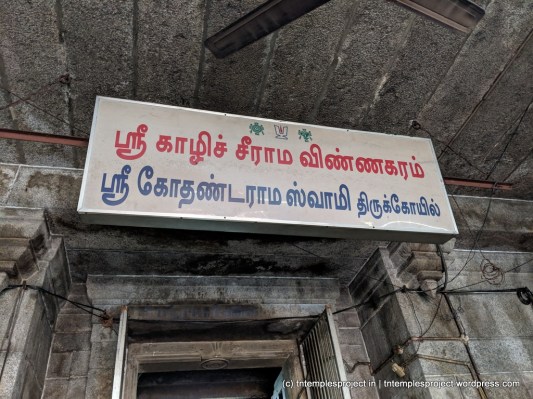 ஸ்ரீ காழிச் சீராம விண்ணகரம்
ஸ்ரீ கோதண்டராமஸ்வாமி திருக்கோயில்
(c) tntemplesproject.in | tntemplesproject.wordpress.com